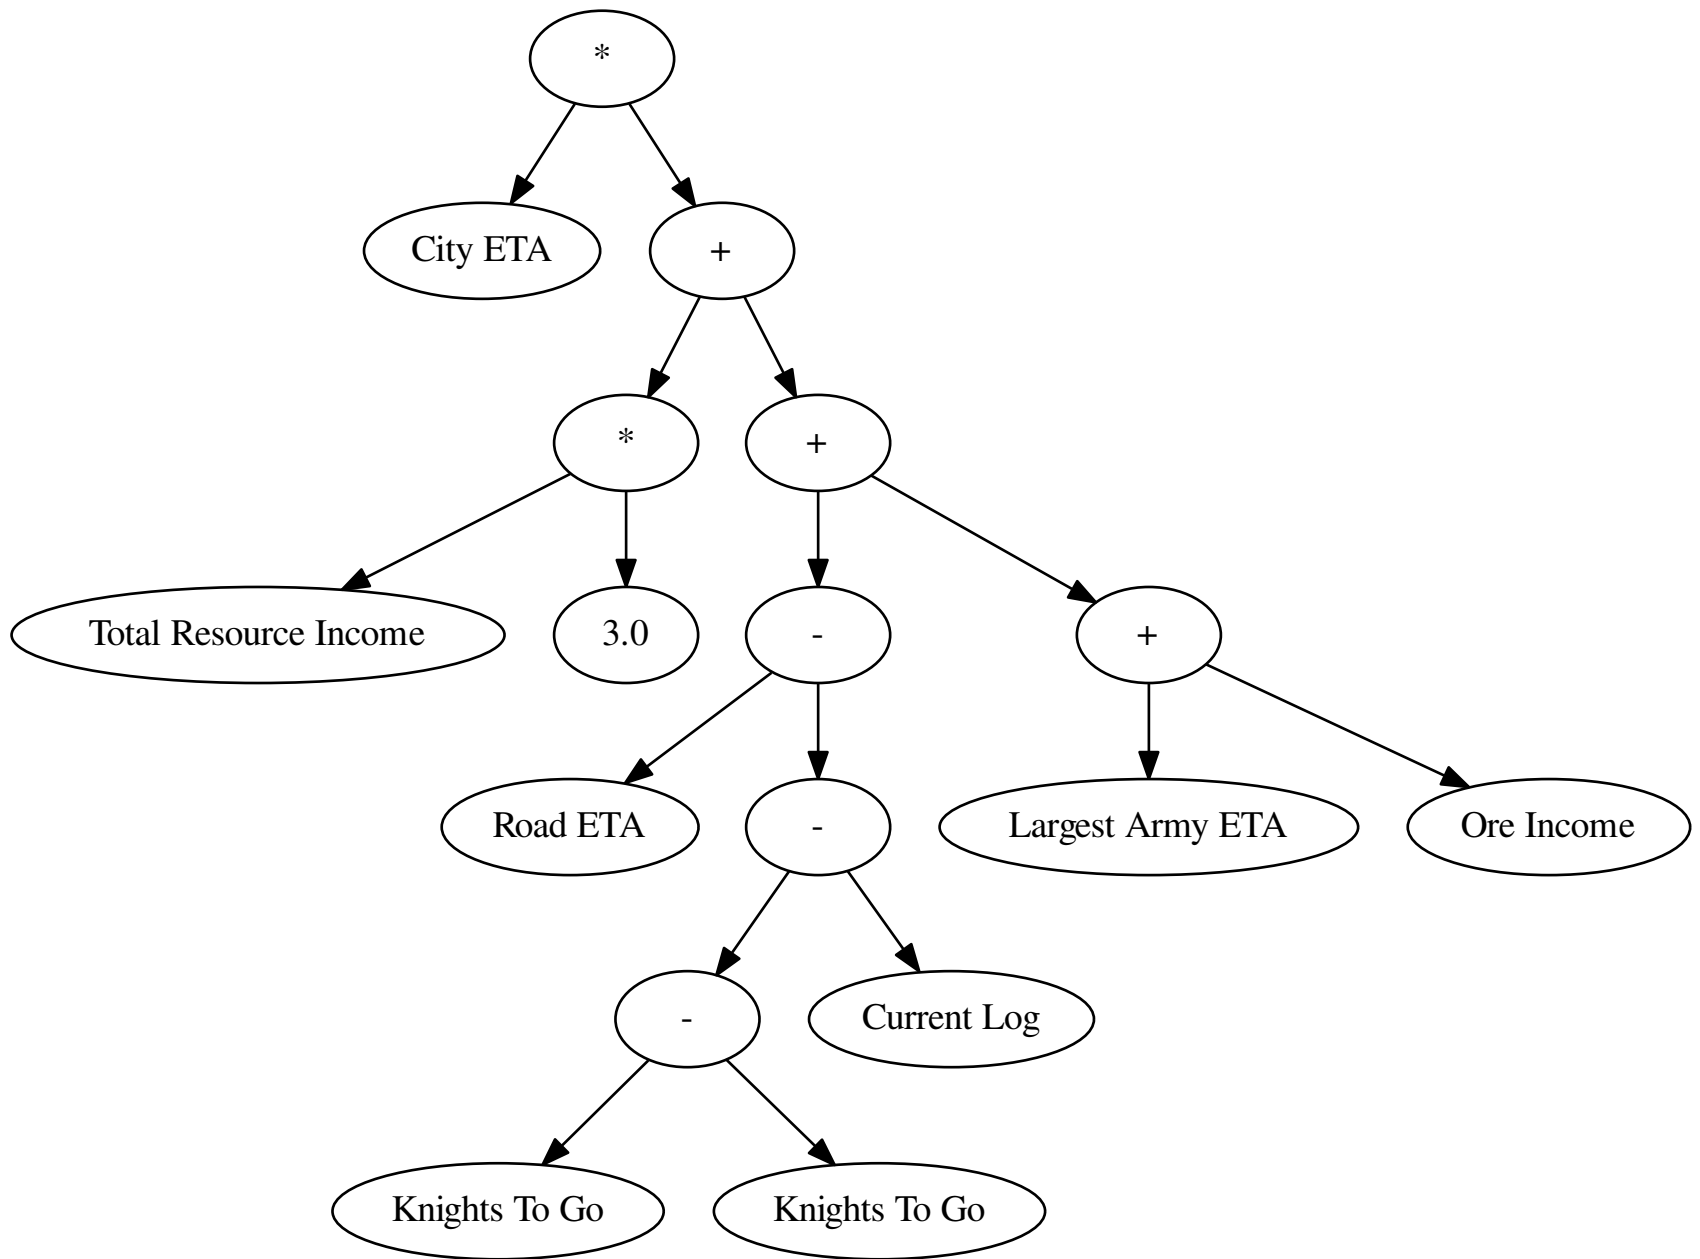 *
City ETA
+
*
+
Total Resource Income
3.0
-
+
Road ETA
-
Largest Army ETA
Ore Income
-
Current Log
Knights To Go
Knights To Go